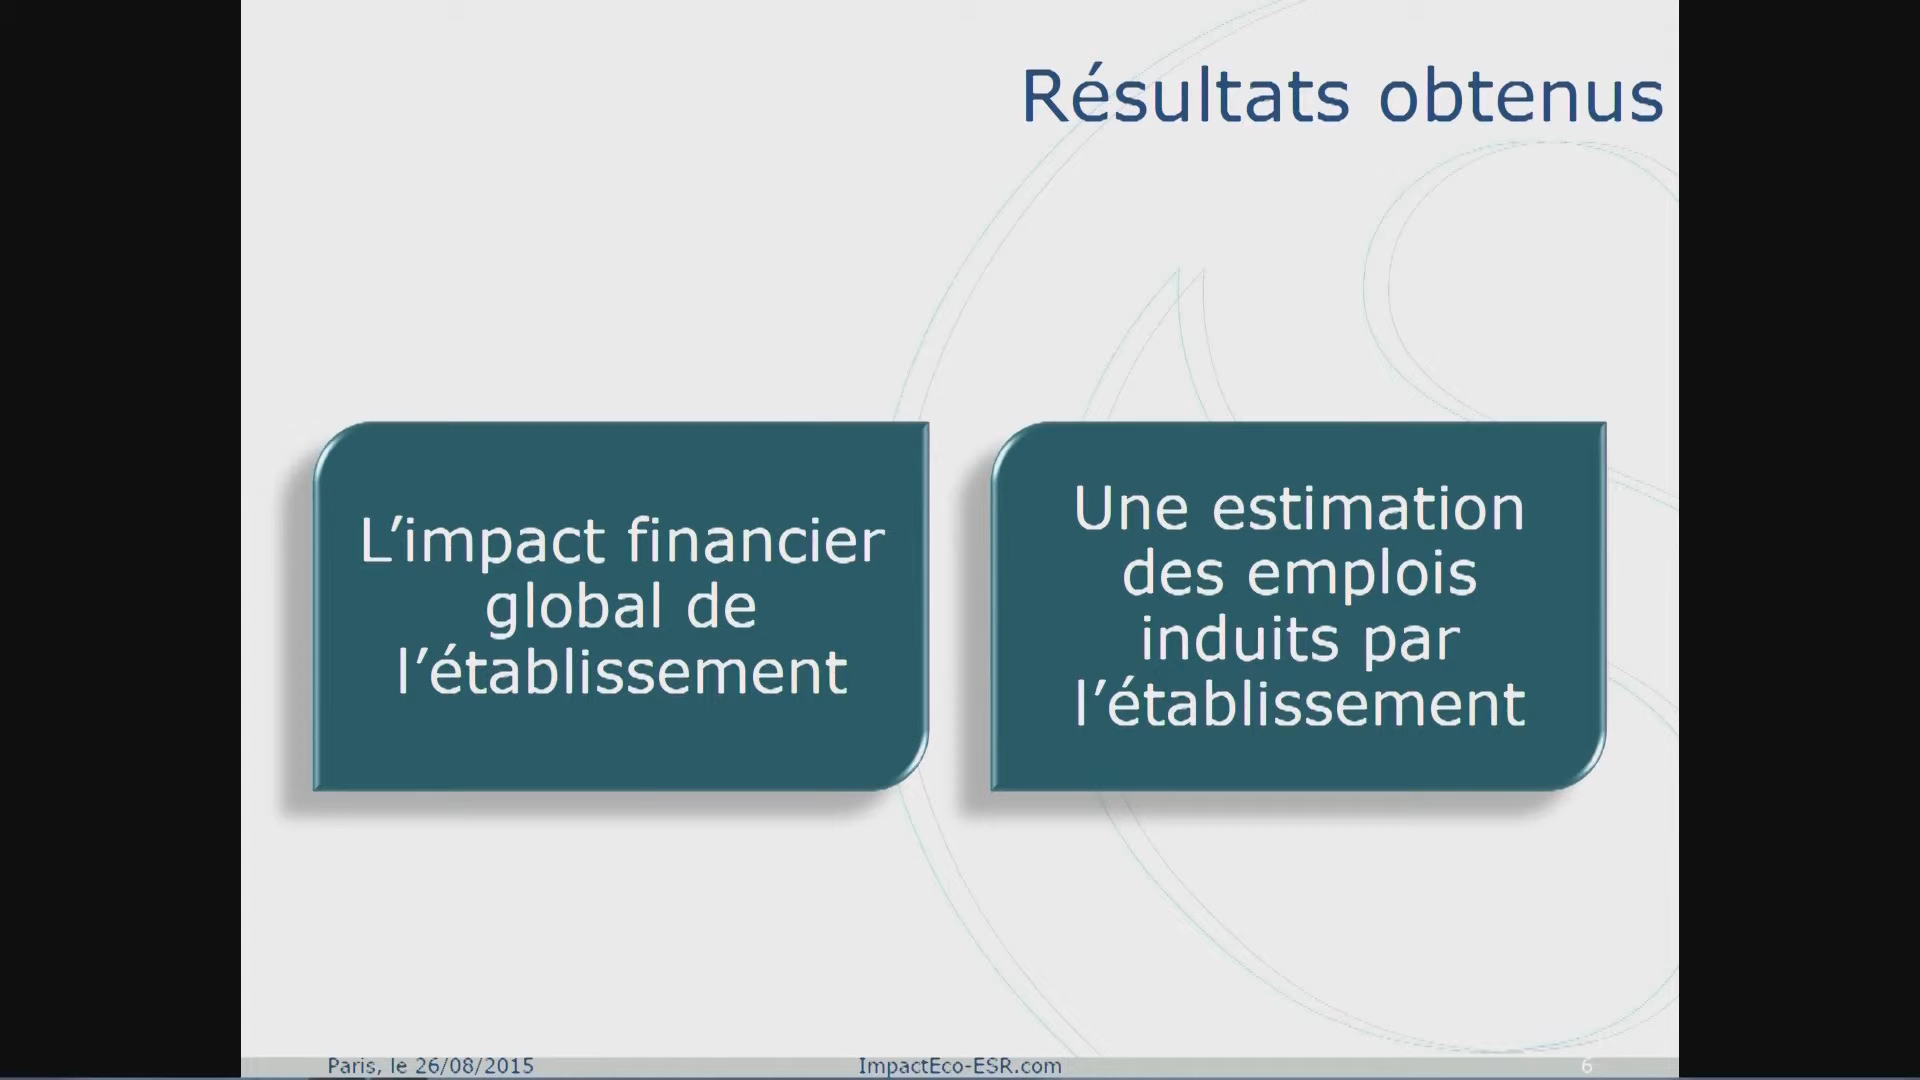 Résultats obtenus
L’impact financier
global de
l’établissement
Une estimation
des emplois
induits par
l’établissement
Paris, le 26/08/2015
ImpactEco-ESR.com
6